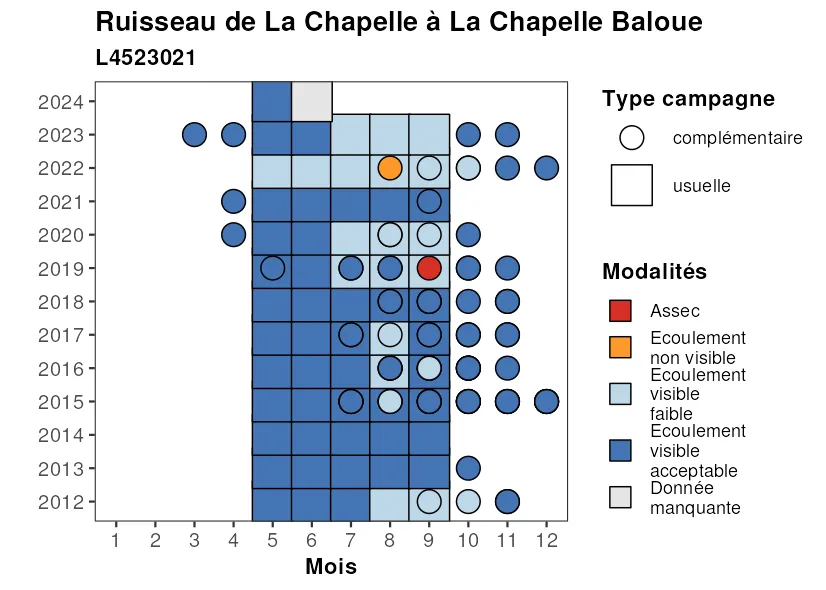 Ruisseau de La Chapelle à La Chapelle Baloue
L4523021
2024
2023
2022
2021
2020
2019
2018
2017
2016
2015
2014
2013
2012
1 2 3 4 5 6 7 8 9 10 11 12
Mois
Type campagne
complémentaire
usuelle
Modalités
Assec
Ecoulement
non visible
Ecoulement
visible
faible
Ecoulement
visible
acceptable
Donnée
manquante